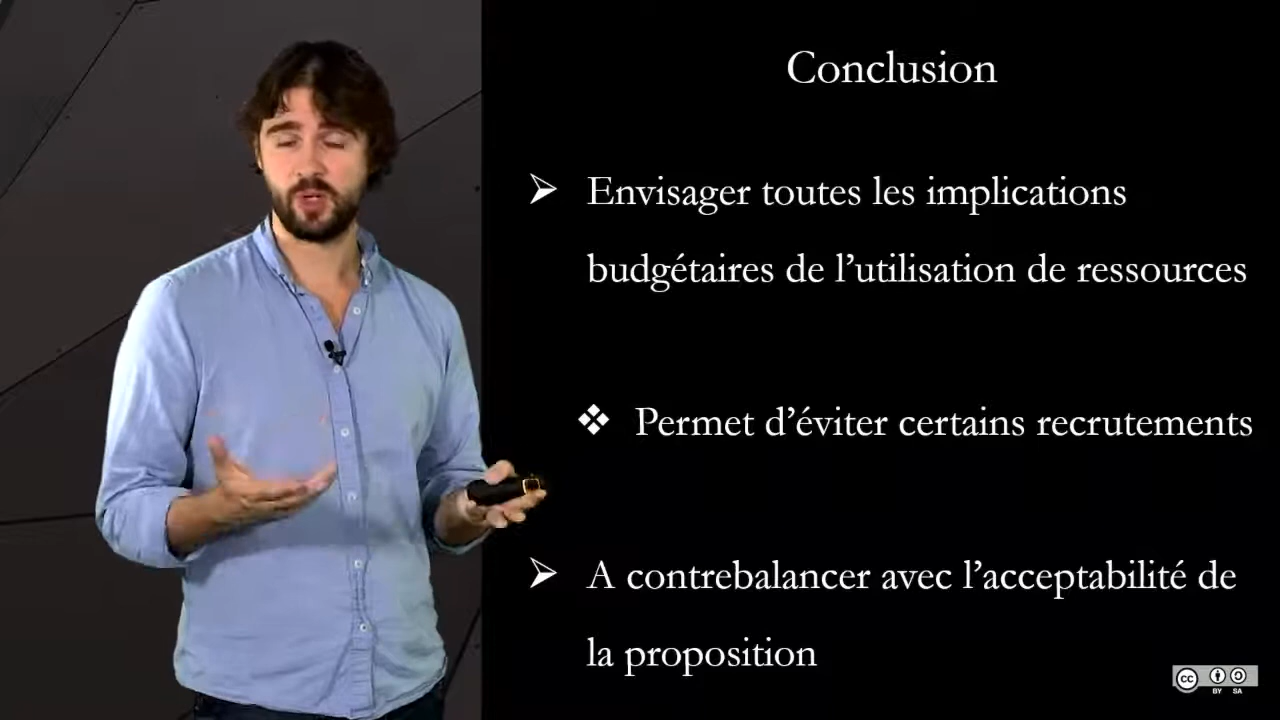 Conclusion
➢ Envisager toutes les implications
budgétaires de l’utilisation de ressources
❖ Permet d’éviter certains recrutements
➢ A contrebalancer avec l’acceptabilité de
la proposition
cc
BY SA